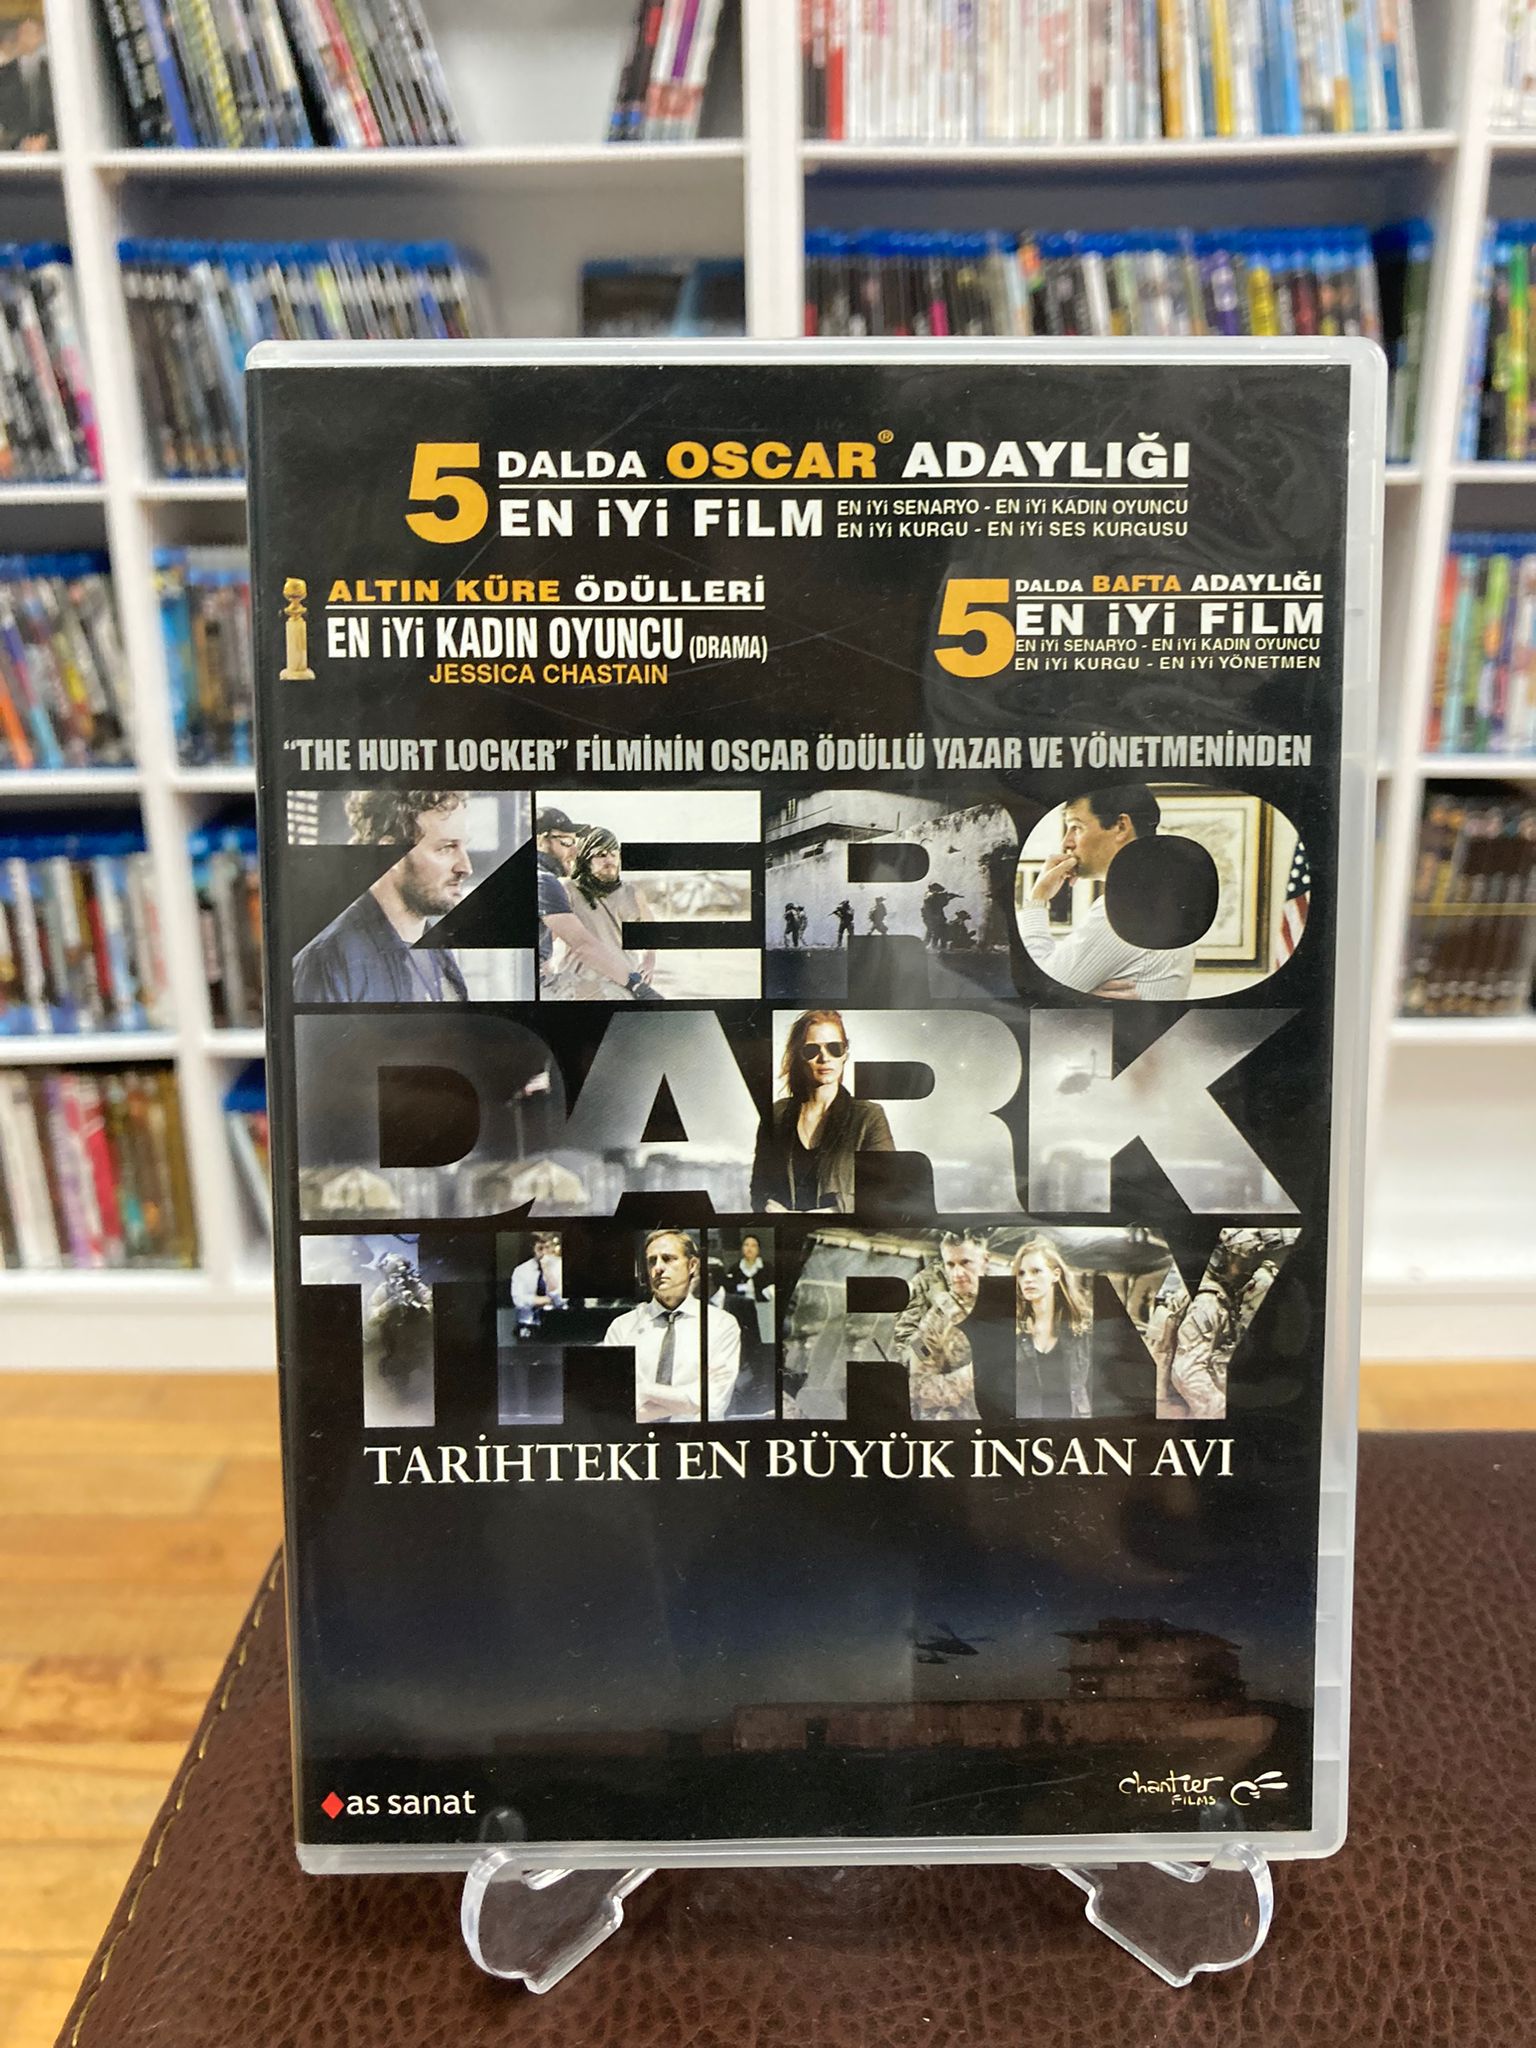 5 DALDA OSCAR® ADAYLIĞI
EN iYi FiLM
EN iYi SENARYO - EN iYi KADIN OYUNCU
EN iYi KURGU - EN iYi SES KURGUSU
ALTIN KÜRE ÖDÜLLERİ
EN iYi KADIN OYUNCU (DRAMA)
JESSICA CHASTAIN
5 DALDA BAFTA ADAYLIĞI
EN iYi FiLM
EN iYi SENARYO - EN iYi KADIN OYUNCU
EN iYi KURGU - EN iYi YÖNETMEN
“THE HURT LOCKER” FİLMİNİN OSCAR ÖDÜLLÜ YAZAR VE YÖNETMENİNDEN
ZERO
DARK
THIRTY
TARİHTEKİ EN BÜYÜK İNSAN AVI
as sanat
chantier
FILMS